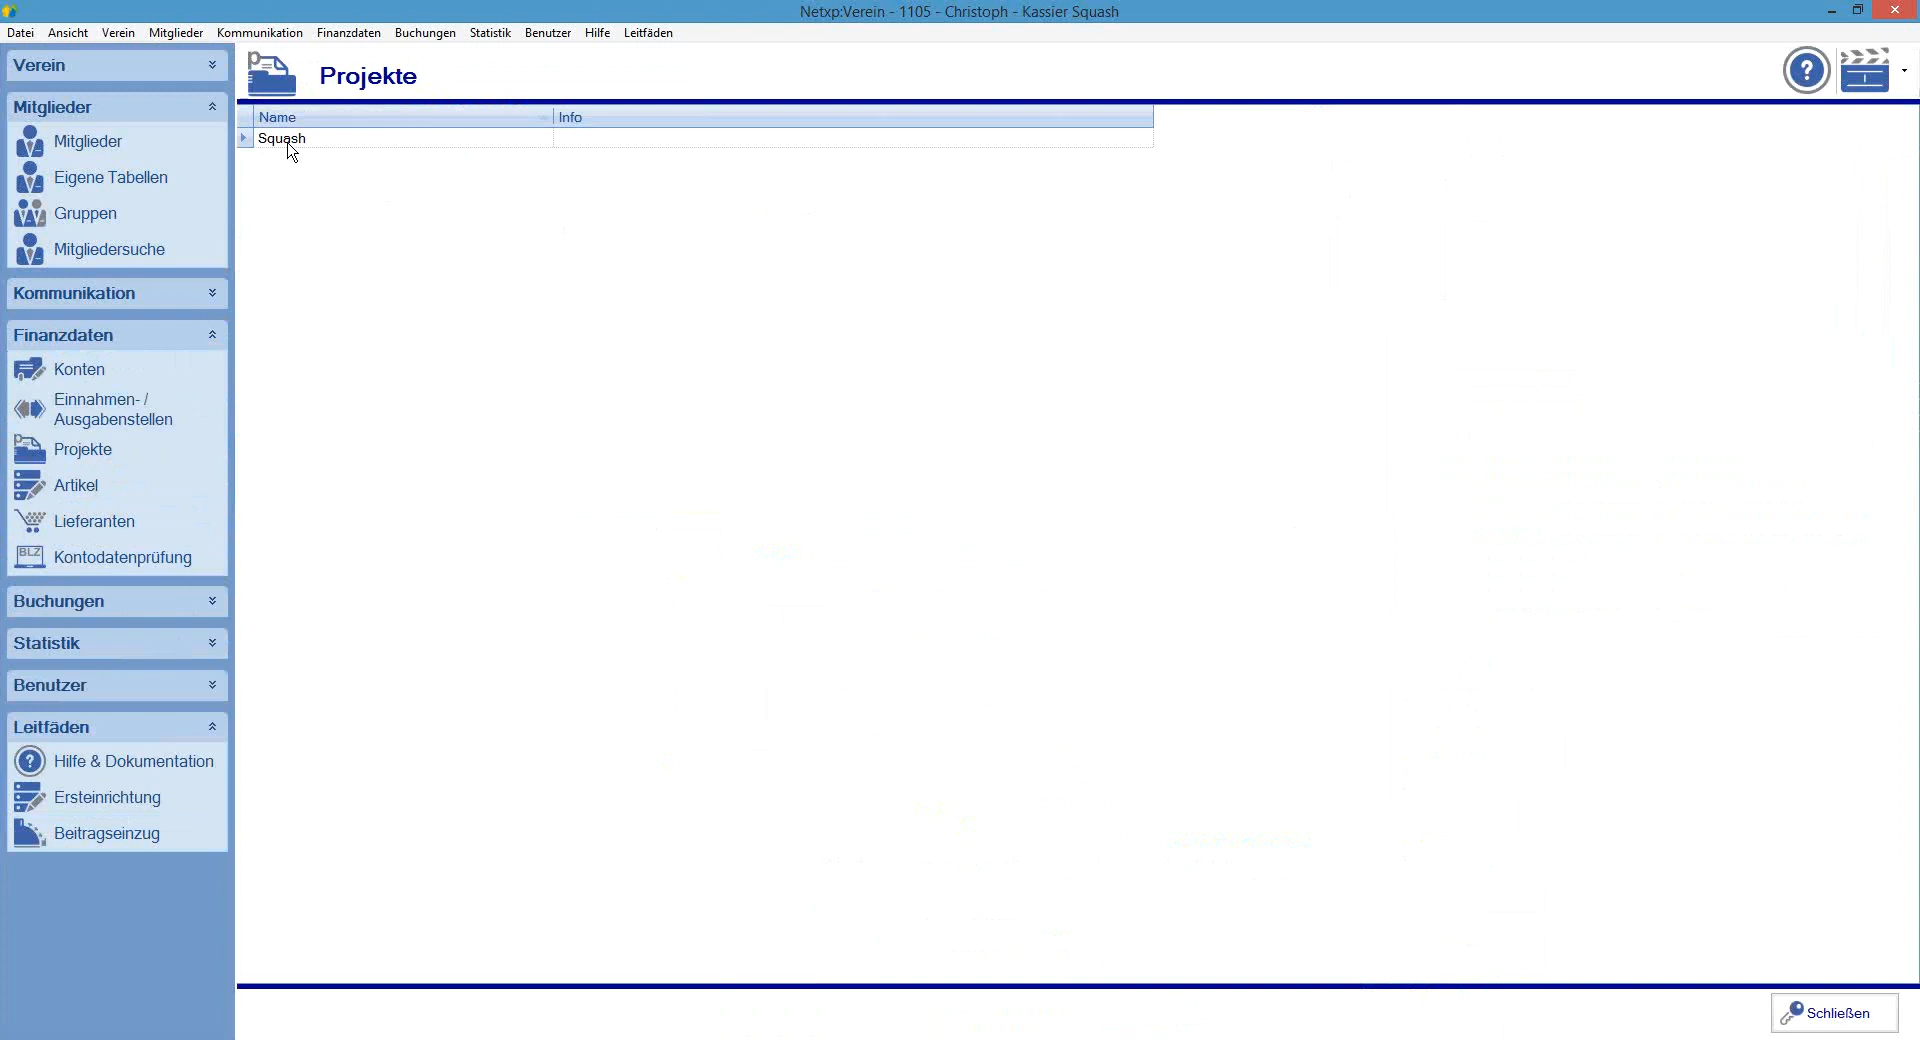 Netxp:Verein - 1105 - Christoph - Kassier Squash
Datei Ansicht Verein Mitglieder Kommunikation Finanzdaten Buchungen Statistik Benutzer Hilfe Leitfäden
Verein
Mitglieder
Mitglieder
Eigene Tabellen
Gruppen
Mitgliedersuche
Kommunikation
Finanzdaten
Konten
Einnahmen- /
Ausgabenstellen
Projekte
Artikel
Lieferanten
BLZ
Kontodatenprüfung
Buchungen
Statistik
Benutzer
Leitfäden
Hilfe & Dokumentation
Ersteinrichtung
Beitragseinzug
Projekte
Name Info
Squash
Schließen